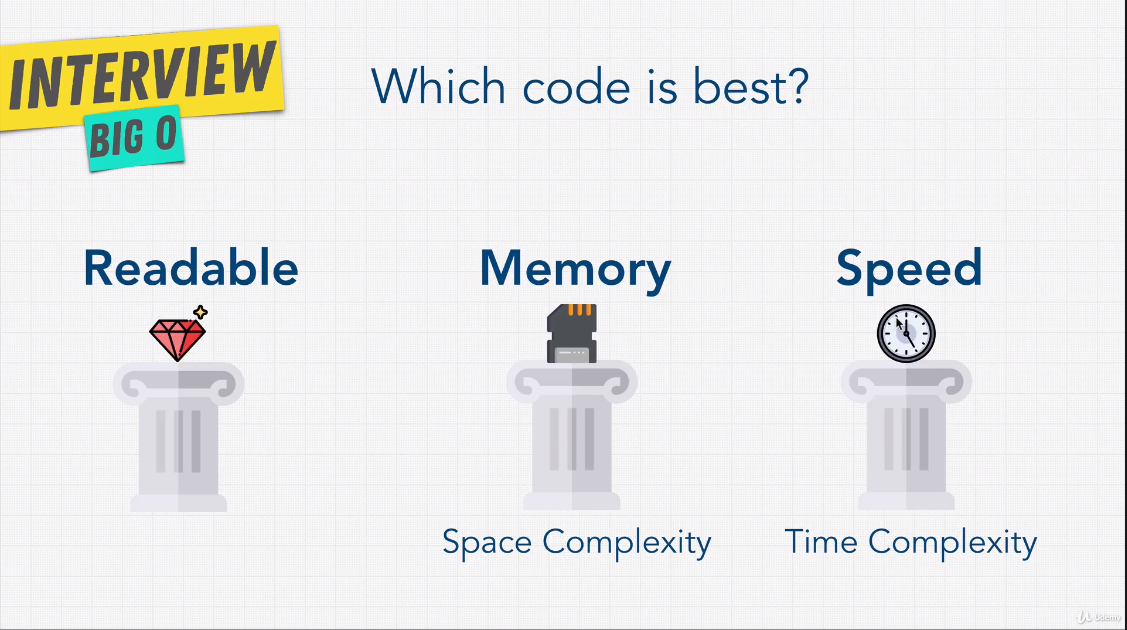 INTERVIEW
BIG O
Which code is best?
Readable
Memory
Speed
Space Complexity
Time Complexity
Udemy